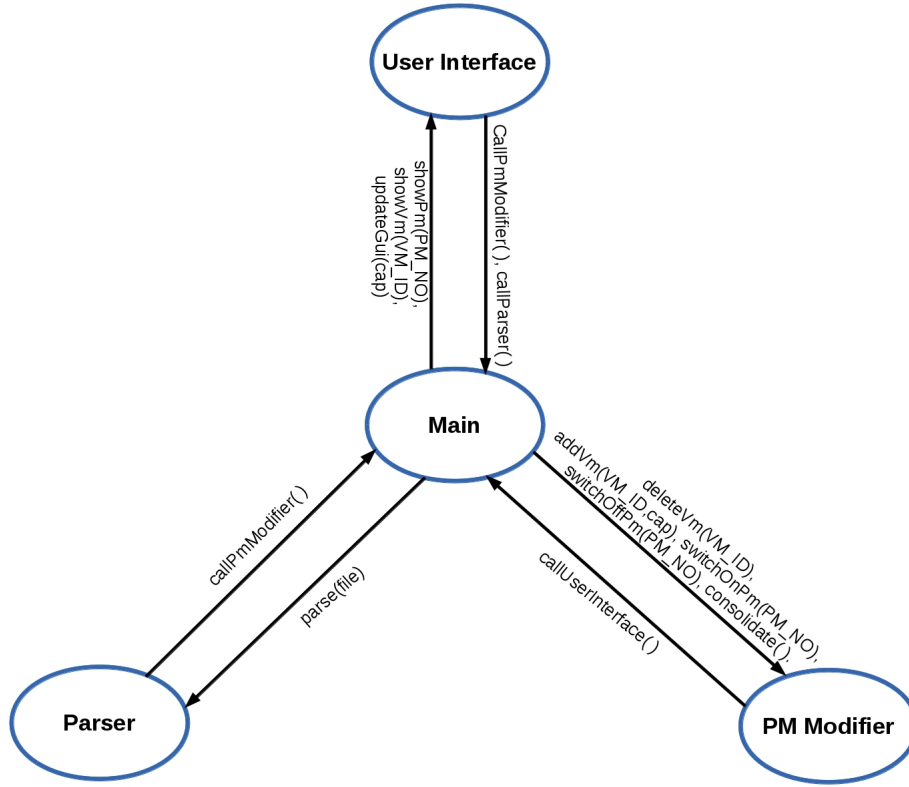 User Interface
showPm(PM_NO),
showVm(VM_ID),
updateGui(cap)
CallPmModifier( ), callParser( )
Main
callPmModifier( )
parse(file)
callUserInterface( )
deleteVm(VM_ID),
addVm(VM_ID,cap), switchOnPm(PM_NO),
switchOffPm(PM_NO), consolidate( ).
Parser
PM Modifier